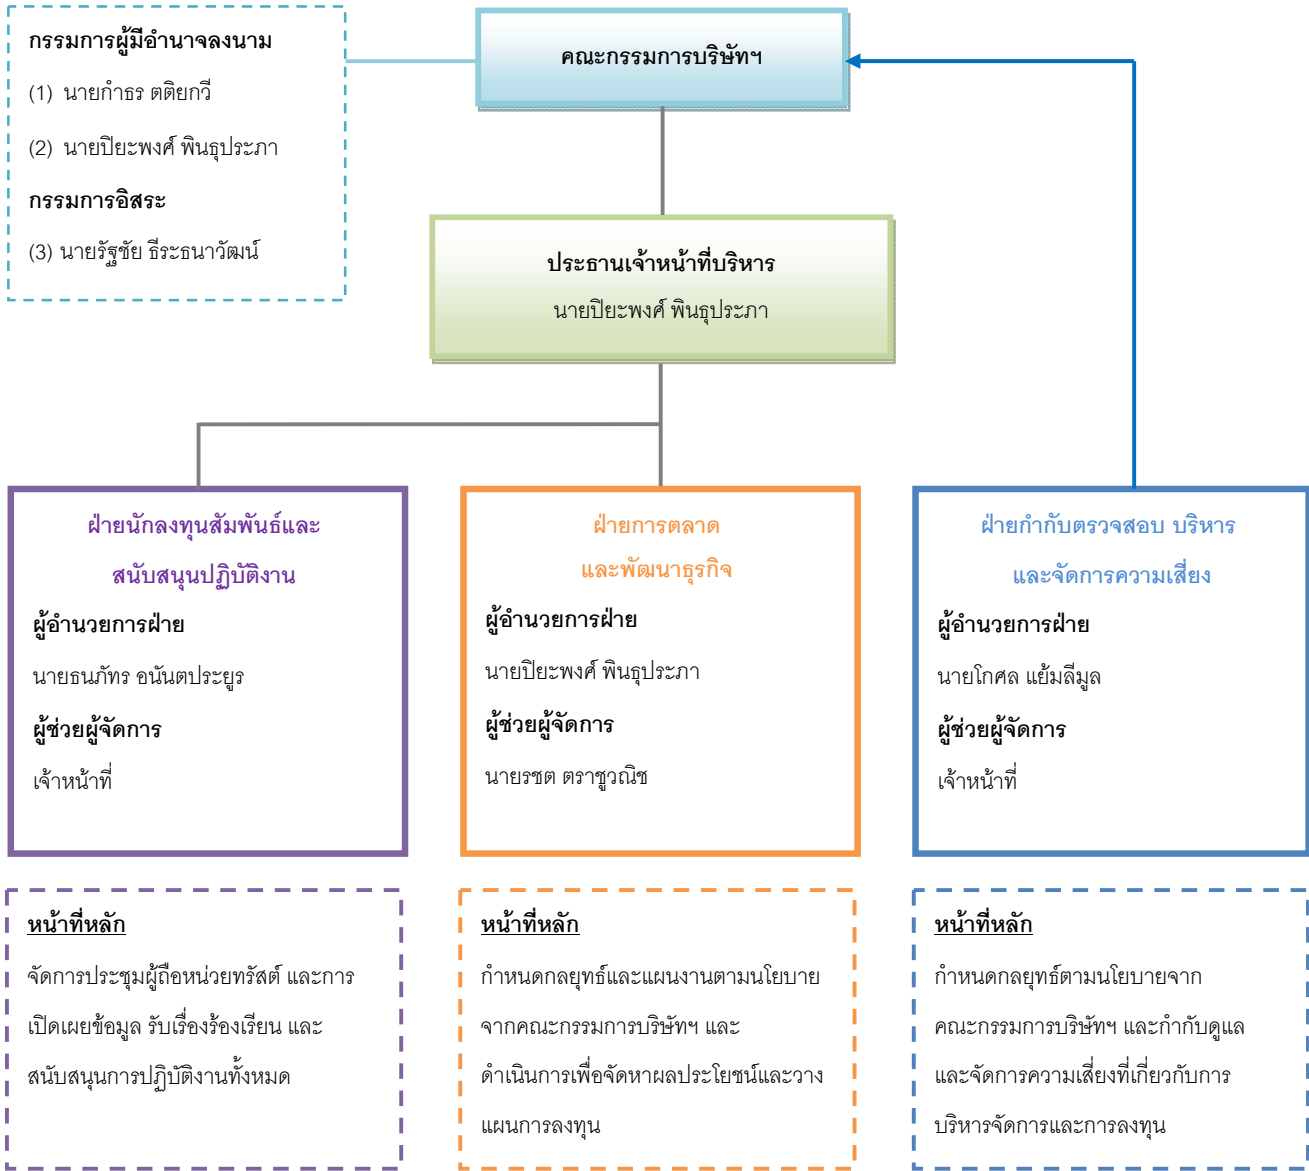 กรรมการผู้มีอำนาจลงนาม
(1) นายกำธร ตติยกวี
(2) นายปิยะพงศ์ พินธุประภา
กรรมการอิสระ
(3) นายรัฐชัย ธีระธนาวัฒน์
คณะกรรมการบริษัทฯ
ประธานเจ้าหน้าที่บริหาร
นายปิยะพงศ์ พินธุประภา
ฝ่ายนักลงทุนสัมพันธ์และ
สนับสนุนปฏิบัติงาน
ผู้อำนวยการฝ่าย
นายธนภัทร อนันตประยูร
ผู้ช่วยผู้จัดการ
เจ้าหน้าที่
ฝ่ายการตลาด
และพัฒนาธุรกิจ
ผู้อำนวยการฝ่าย
นายปิยะพงศ์ พินธุประภา
ผู้ช่วยผู้จัดการ
นายรชต ตราชูวณิช
ฝ่ายกำกับตรวจสอบ บริหาร
และจัดการความเสี่ยง
ผู้อำนวยการฝ่าย
นายโกศล แย้มลีมูล
ผู้ช่วยผู้จัดการ
เจ้าหน้าที่
หน้าที่หลัก
จัดการประชุมผู้ถือหน่วยทรัสต์ และการ
เปิดเผยข้อมูล รับเรื่องร้องเรียน และ
สนับสนุนการปฏิบัติงานทั้งหมด
หน้าที่หลัก
กำหนดกลยุทธ์และแผนงานตามนโยบาย
จากคณะกรรมการบริษัทฯ และ
ดำเนินการเพื่อจัดหาผลประโยชน์และวาง
แผนการลงทุน
หน้าที่หลัก
กำหนดกลยุทธ์ตามนโยบายจาก
คณะกรรมการบริษัทฯ และกำกับดูแล
และจัดการความเสี่ยงที่เกี่ยวกับการ
บริหารจัดการและการลงทุน